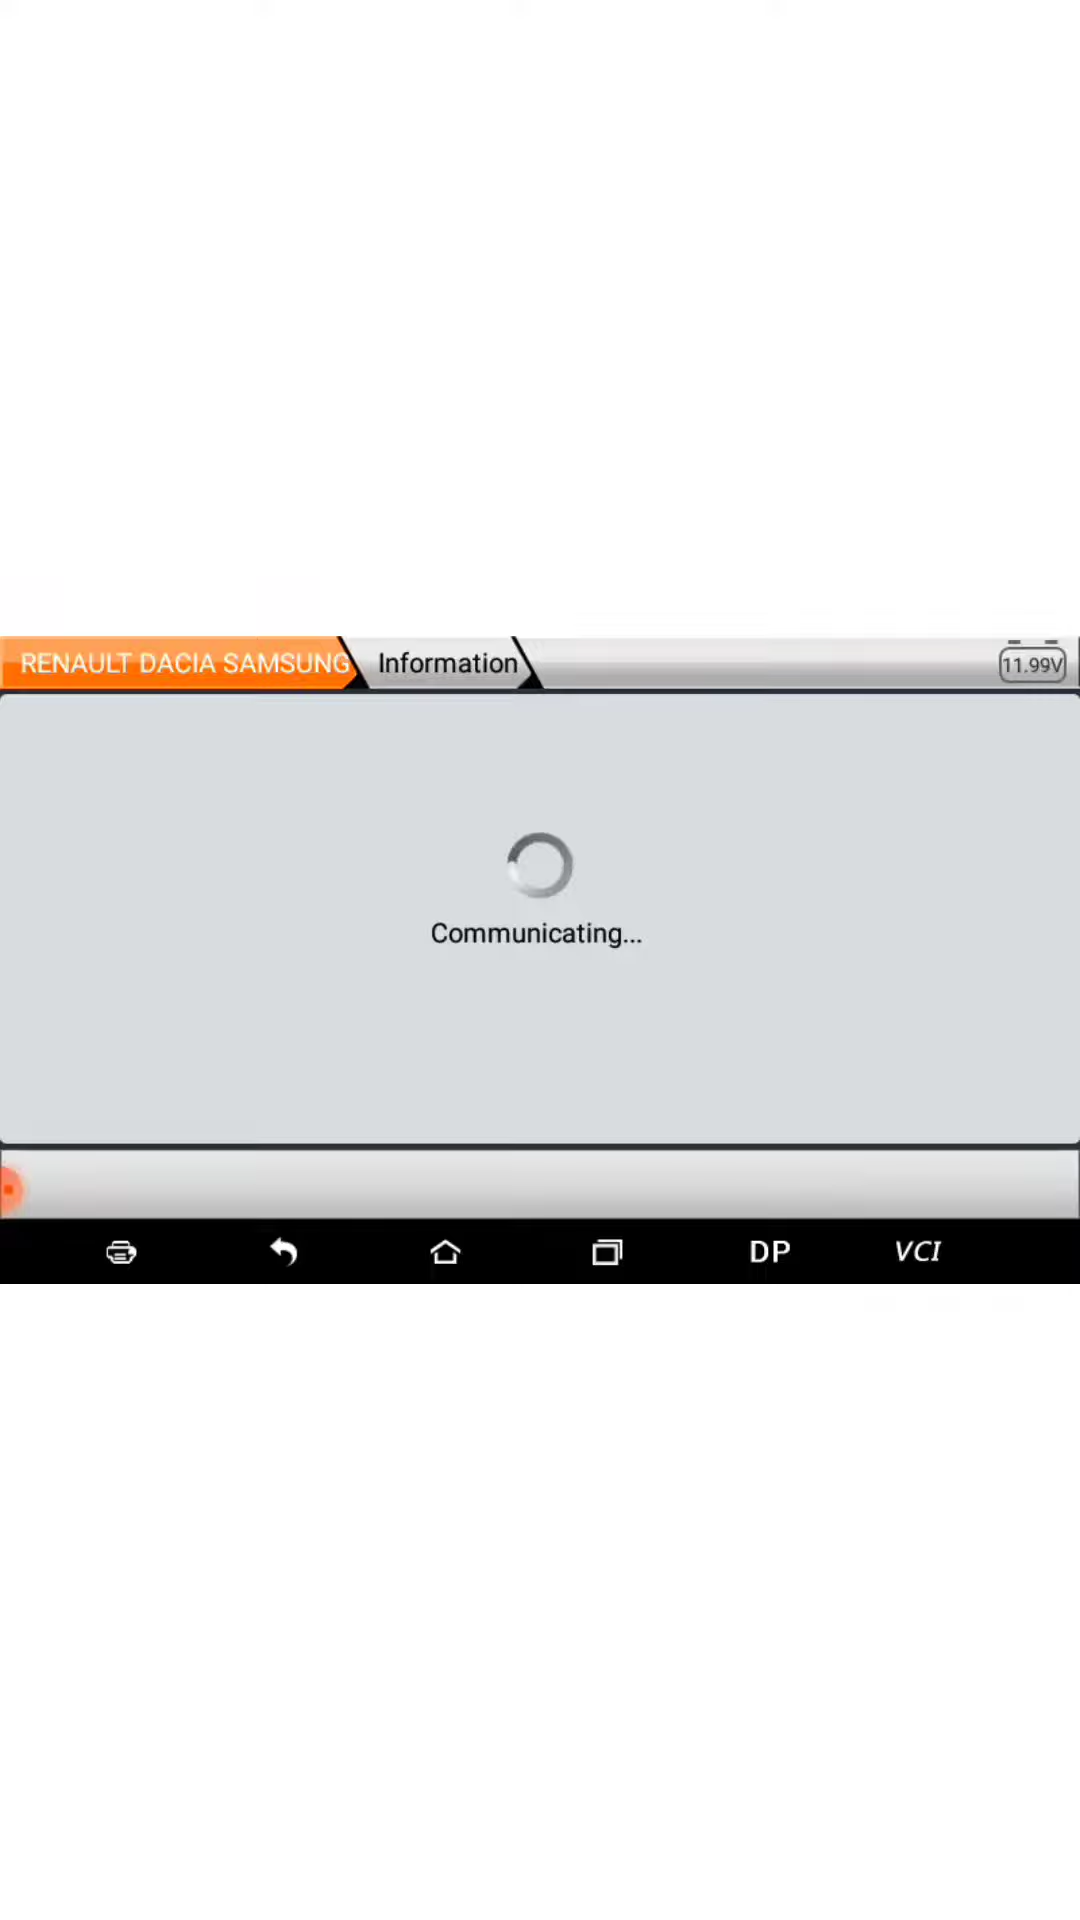 RENAULT DACIA SAMSUNG
Information
11.99V
Communicating...
DP
VCI